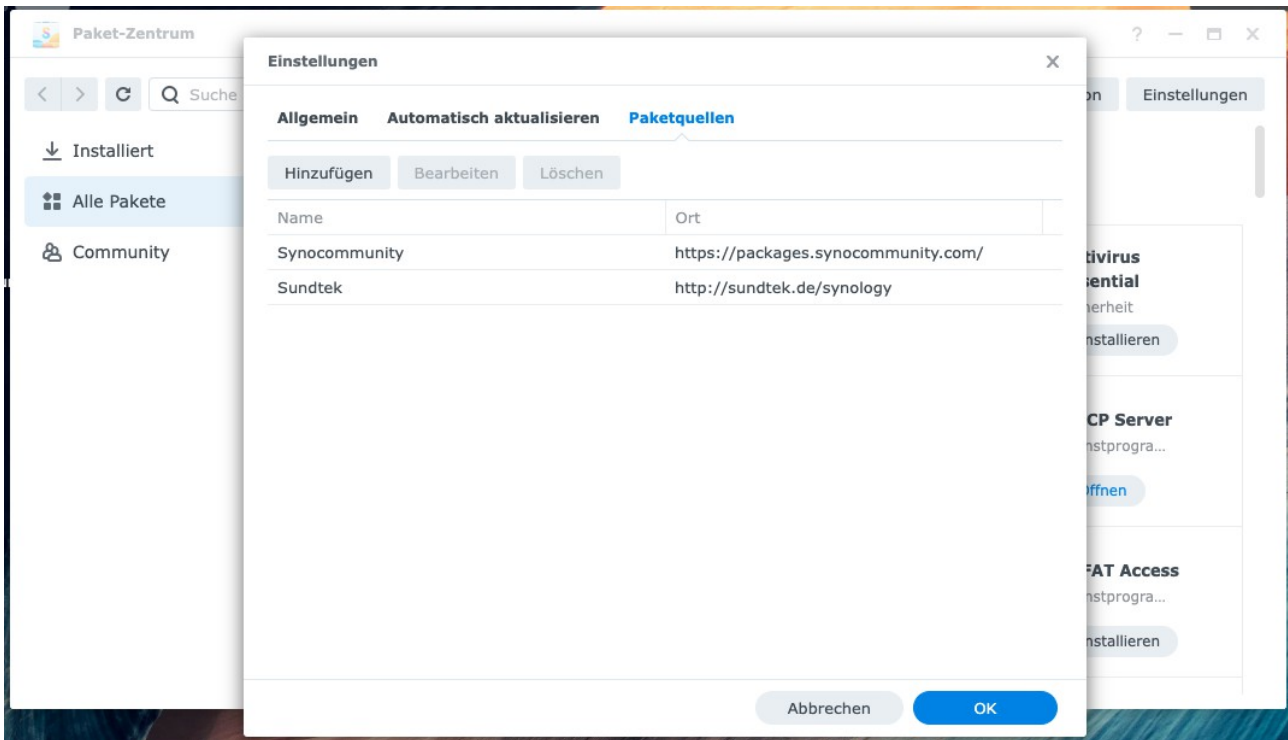 Paket-Zentrum
Einstellungen
Suche
Einstellungen
Allgemein Automatisch aktualisieren Paketquellen
Installiert
Hinzufügen Bearbeiten Löschen
Alle Pakete
Name Ort
Community
Synocommunity https://packages.synocommunity.com/
Sundtek http://sundtek.de/synology
CP Server
Access
Abbrechen OK